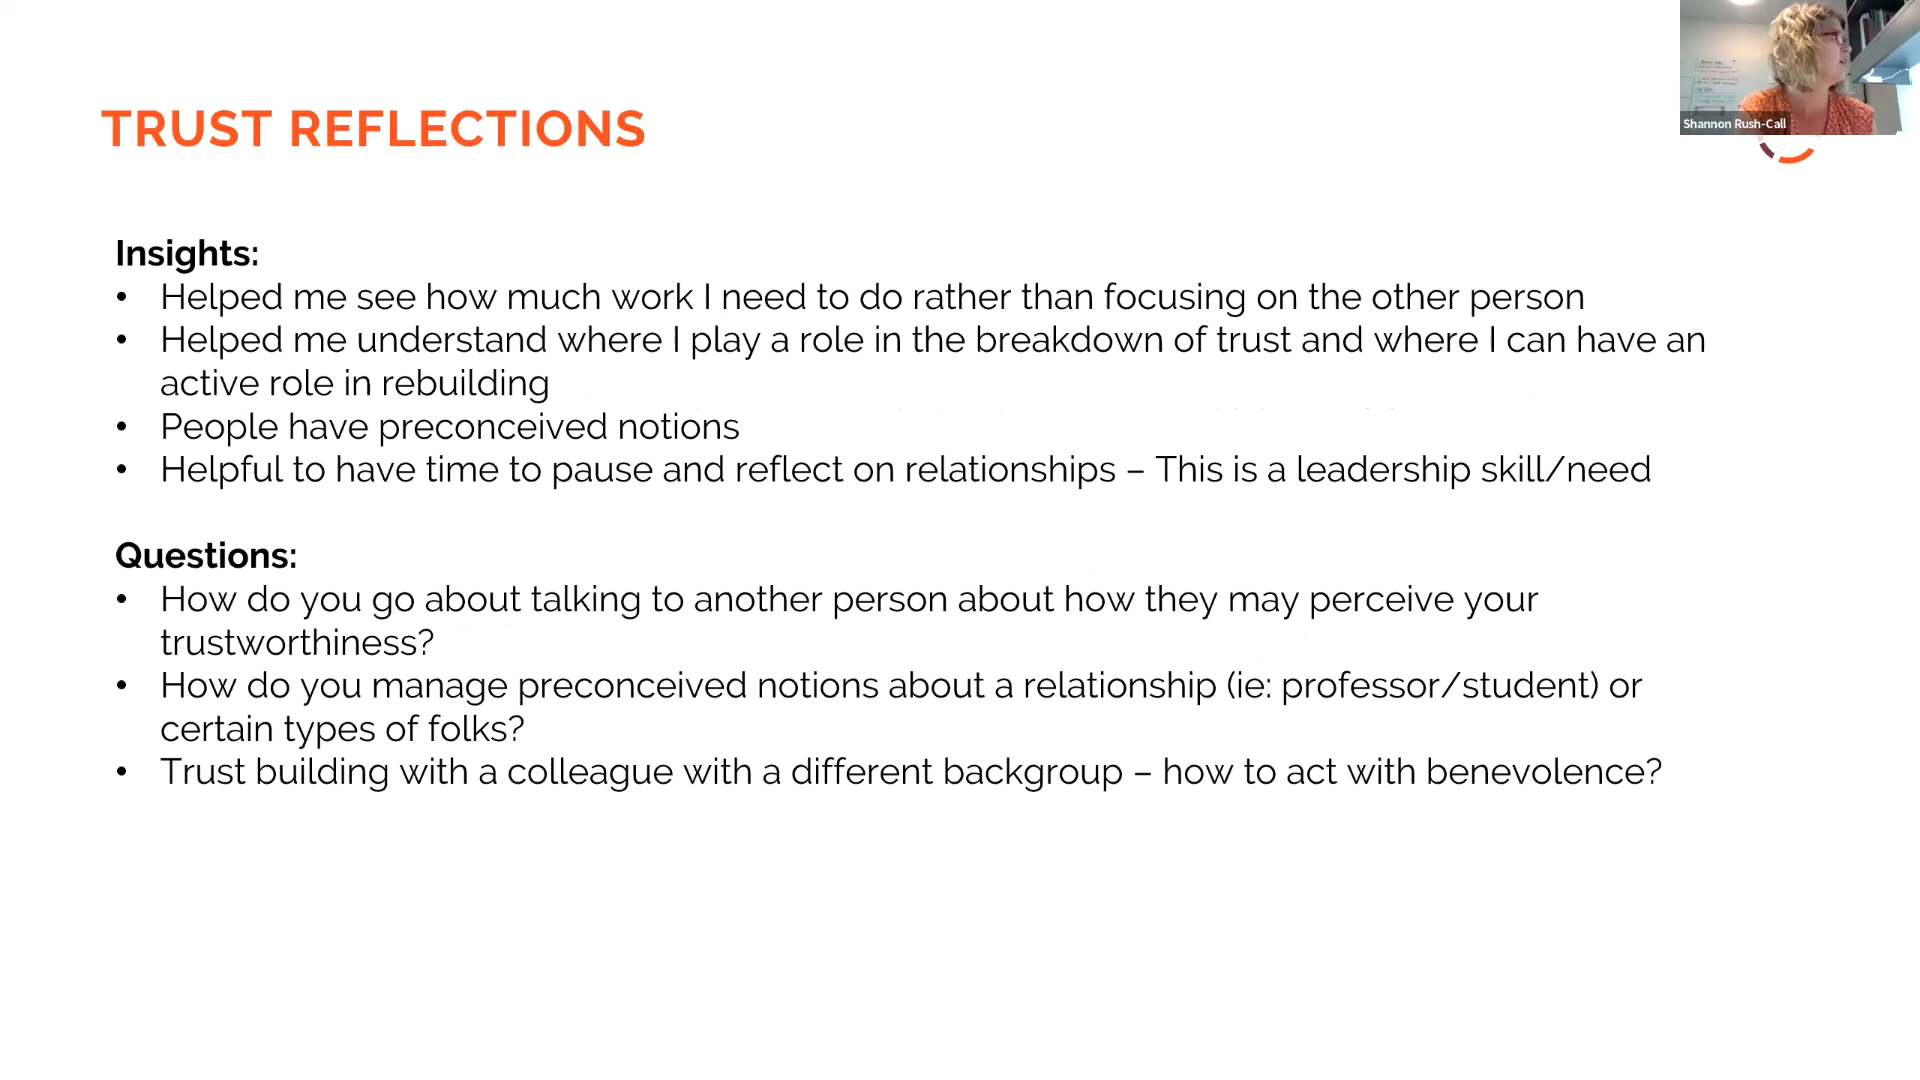 Shannon Rush-Call
TRUST REFLECTIONS
Insights:
• Helped me see how much work I need to do rather than focusing on the other person
• Helped me understand where I play a role in the breakdown of trust and where I can have an
active role in rebuilding
• People have preconceived notions
• Helpful to have time to pause and reflect on relationships – This is a leadership skill/need
Questions:
• How do you go about talking to another person about how they may perceive your
trustworthiness?
• How do you manage preconceived notions about a relationship (ie: professor/student) or
certain types of folks?
• Trust building with a colleague with a different backgroup – how to act with benevolence?